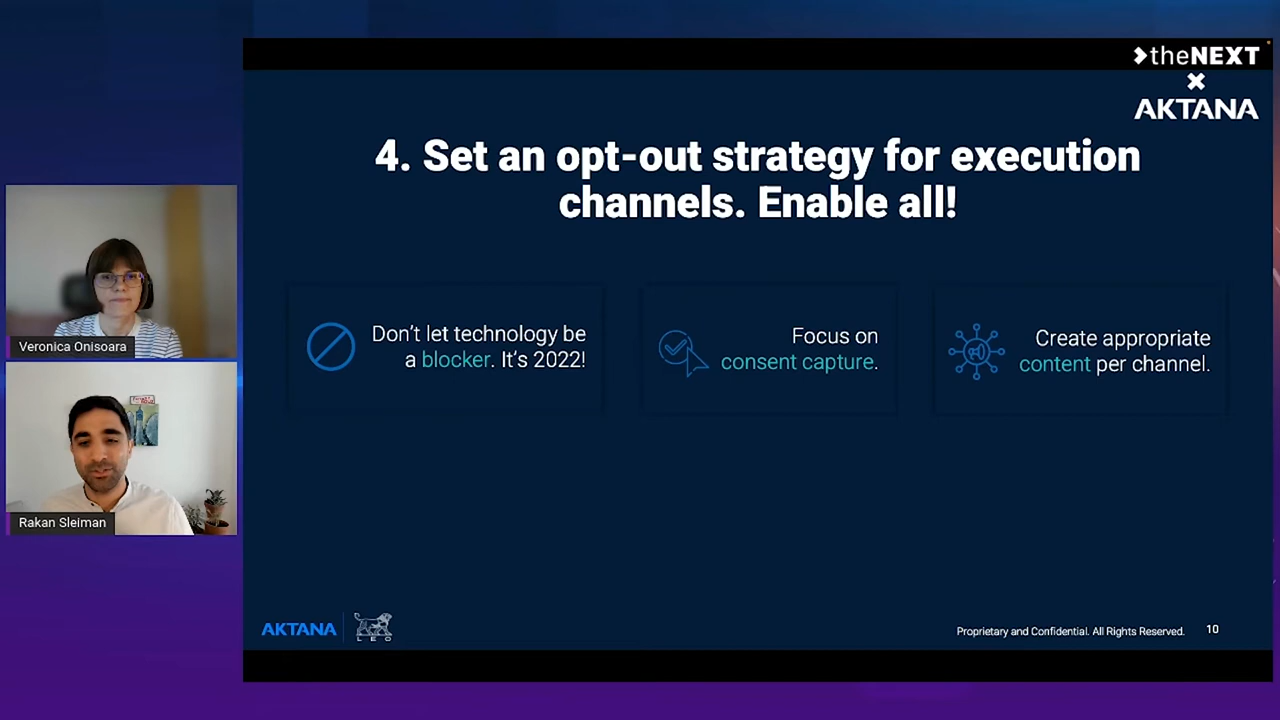 theNEXT
AKTANA
4. Set an opt-out strategy for execution
channels. Enable all!
Don't let technology be
a blocker. It's 2022!
Focus on
consent capture.
Create appropriate
content per channel.
Veronica Onisoara
Rakan Sleiman
AKTANA
LEO
Proprietary and Confidential. All Rights Reserved.
10